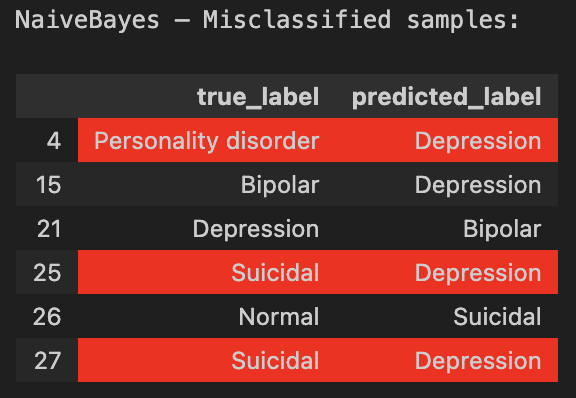 NaiveBayes — Misclassified samples:
true_label predicted_label
4 Personality disorder Depression
15 Bipolar Depression
21 Depression Bipolar
25 Suicidal Depression
26 Normal Suicidal
27 Suicidal Depression